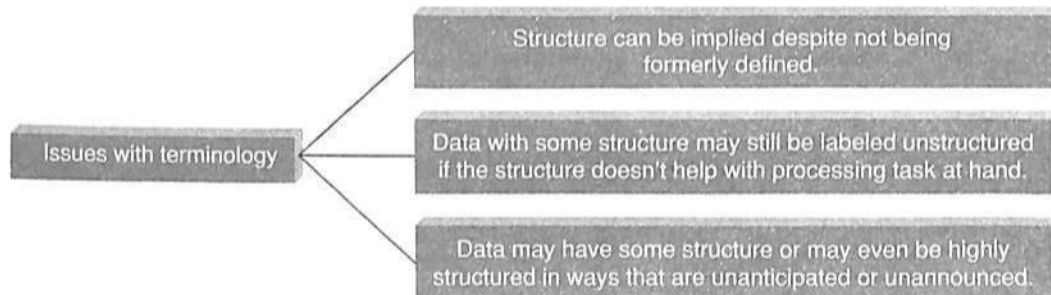 Structure can be implied despite not being
formerly defined.
Issues with terminology
Data with some structure may still be labeled unstructured
if the structure doesn't help with processing task at hand.
Data may have some structure or may even be highly
structured in ways that are unanticipated or unannounced.